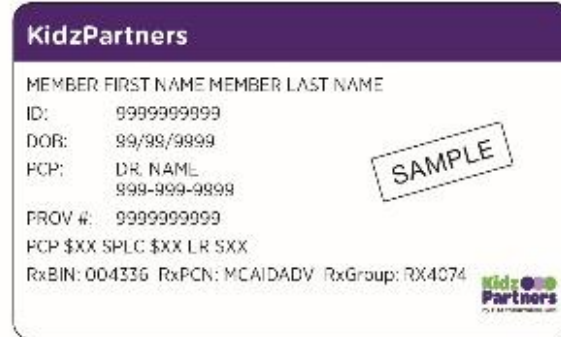 KidzPartners
MEMBER FIRST NAME MEMBER LAST NAME
ID: 9999999999
DOB: 99/99/9999
PCP: DR. NAME
999-999-9999
SAMPLE
PROV #: 9999999999
PCP $XX SPEC $XX ER $XX
RxBIN: 004336 RxPCN: MCAIDADV RxGroup: RX4074
Kidz
Partners